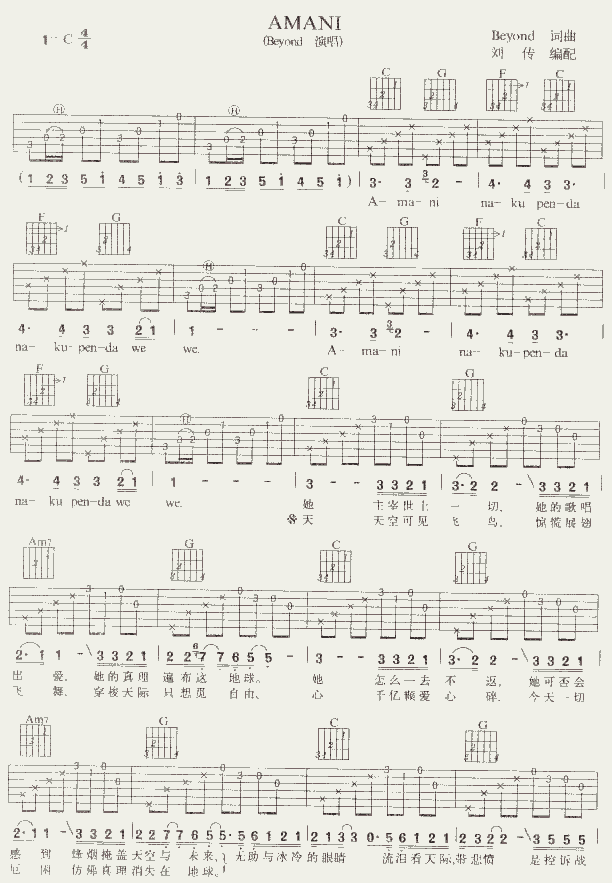 AMANI
1= C 4/4
(Beyond 演唱)
Beyond 词曲
刘 传 编配
C G F C
(1 2 3 5 1 4 5 1 3 | 1 2 3 5 1 4 5 1) | 3· 3 2 - | 4· 4 3 3·
A- ma- ni na- ku pen-da
F G C G F C
4· 4 3 3 2 1 | 1 - - - | 3· 3 2 - | 4· 4 3 3· |
na- ku-pen-da we we. A- ma-ni na- ku-pen-da
F G C G
4· 4 3 3 2 1 | 1 - - - | 3 - 3 3 2 1 | 3· 2 2 - 3 3 2 1 |
na- ku pen-da we we. 她 主宰世上 一 切, 她的歌唱
天 天空可见 飞 鸟, 惊慌展翅
Am7 G C G
2· 1 1 - 3 3 2 1 | 2 2 7 7 6 5 5 - | 3 - 3 3 2 1 | 3· 2 2 - 3 3 2 1 |
出 爱, 她的真理 遍布这 地球。 她 怎么一去 不 返, 她可否会
飞 舞, 穿梭天际 只想见 自由、 心 千亿颗爱 心 碎, 今天一切
Am7 G C G
2· 1 1 - 3 3 2 1 | 2 2 7 7 6 5 5· 5 6 1 2 1 | 2 1 3 3 0· 5 6 1 2 1 | 2 3 2 2 - 3 5 5 5 |
感 到 烽烟掩盖天空与 未来, 无助与冰冷的眼睛 流泪看天际,带悲愤 是控诉战
危 困 仿佛真理消失在 地球。